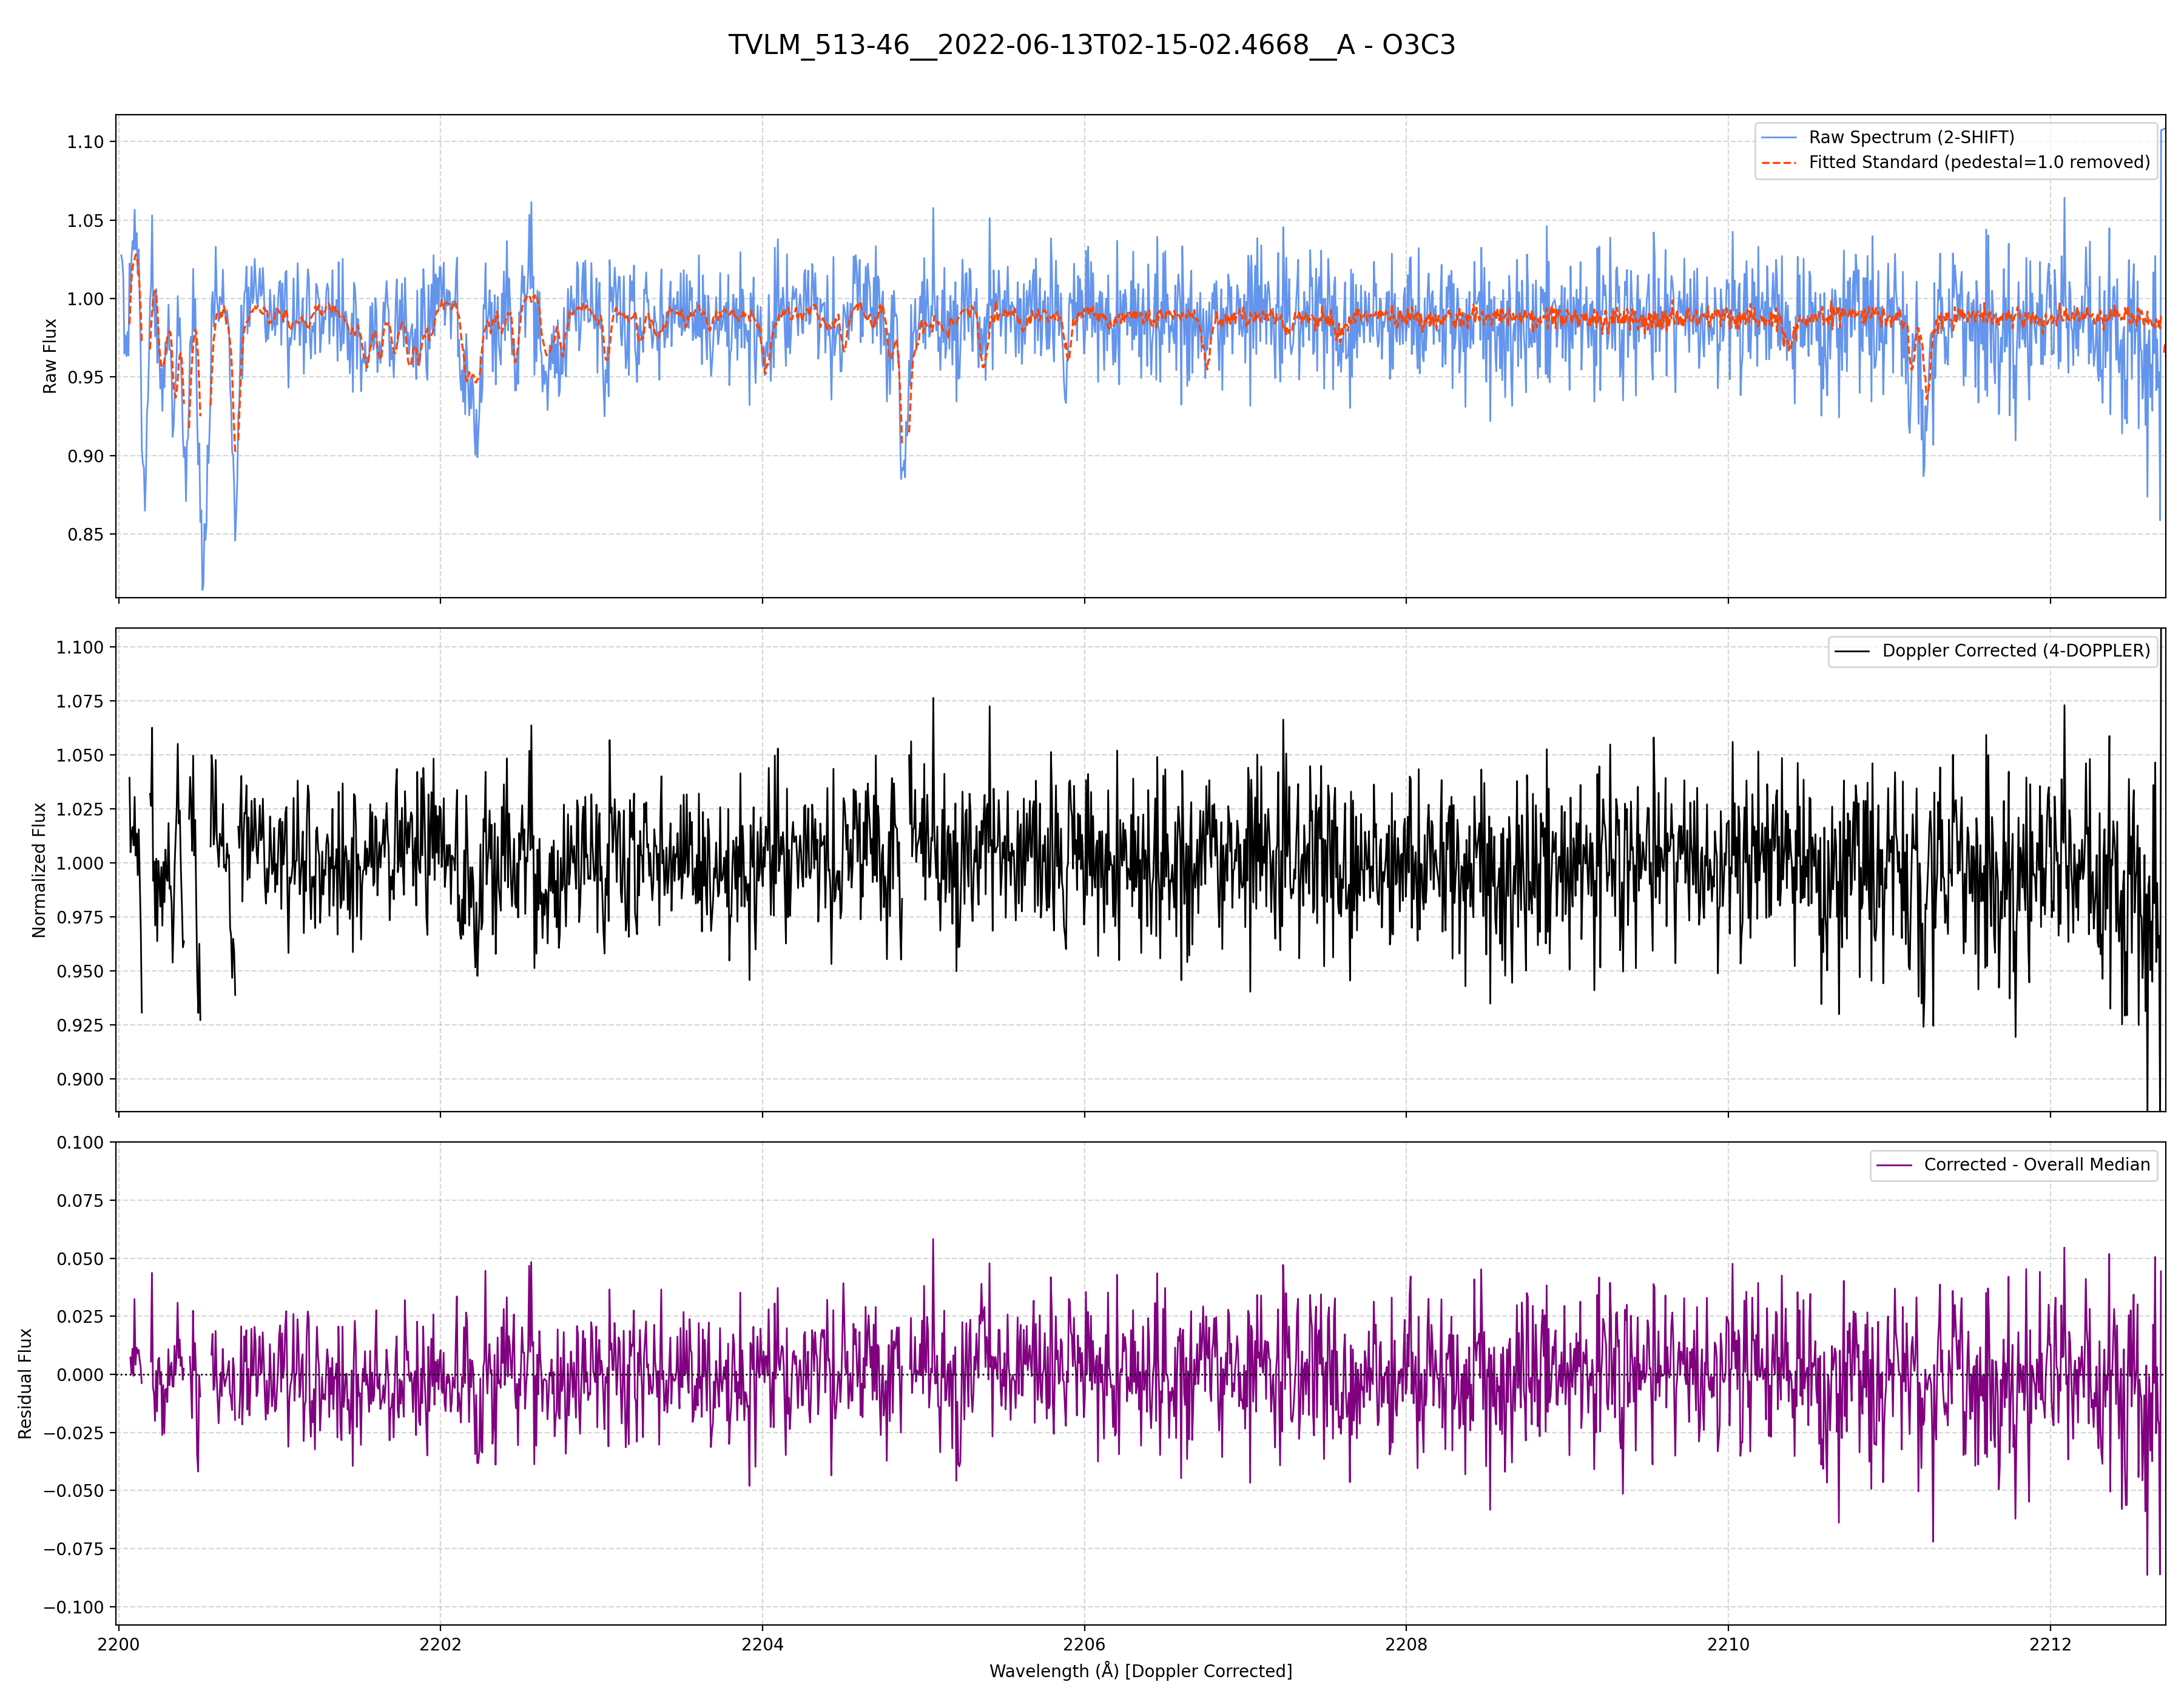 TVLM_513-46__2022-06-13T02-15-02.4668__A - O3C3
Raw Flux
1.10
1.05
1.00
0.95
0.90
0.85
Raw Spectrum (2-SHIFT)
Fitted Standard (pedestal=1.0 removed)
Normalized Flux
1.100
1.075
1.050
1.025
1.000
0.975
0.950
0.925
0.900
Doppler Corrected (4-DOPPLER)
Residual Flux
0.100
0.075
0.050
0.025
0.000
−0.025
−0.050
−0.075
−0.100
Corrected - Overall Median
2200 2202 2204 2206 2208 2210 2212
Wavelength (Å) [Doppler Corrected]